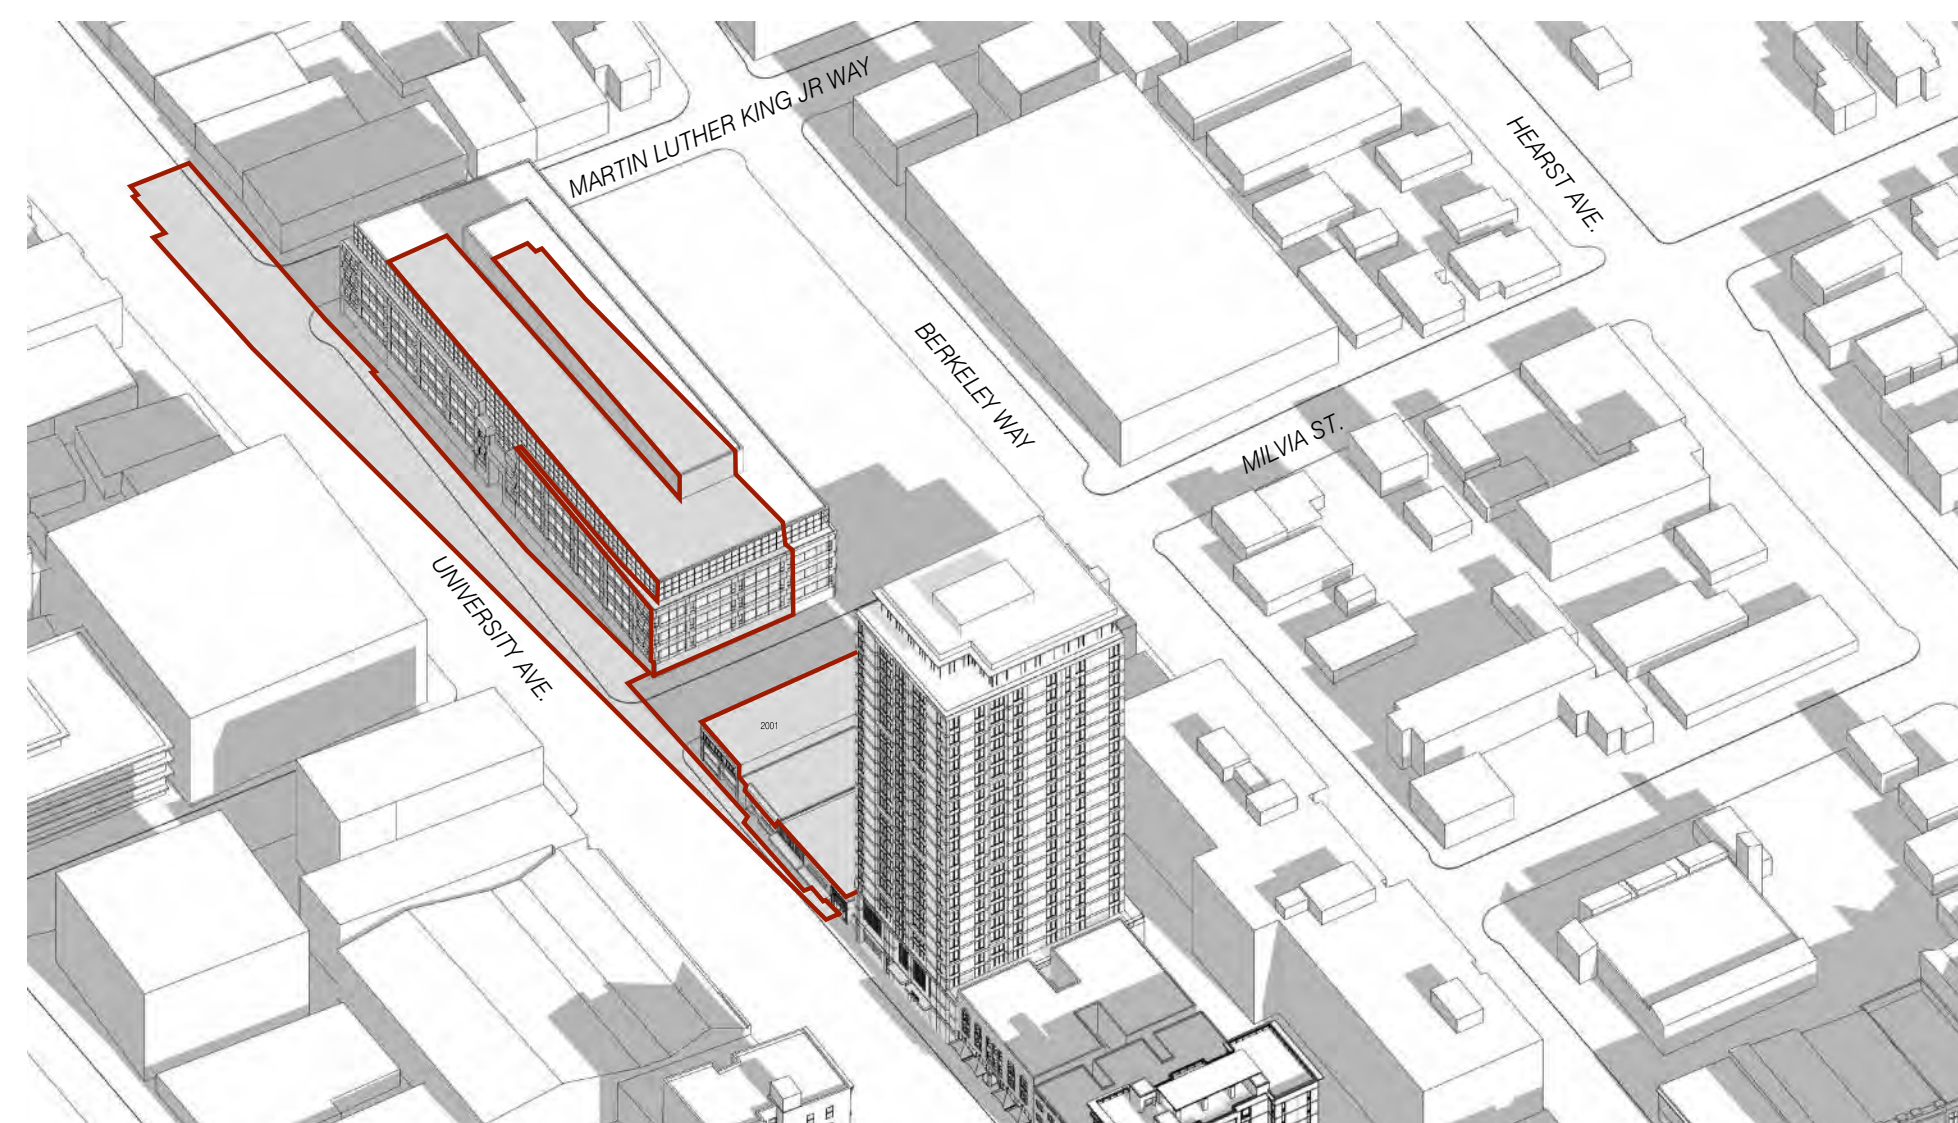 MARTIN LUTHER KING JR WAY
HEARST AVE.
BERKELEY WAY
MILVIA ST.
UNIVERSITY AVE.
2001